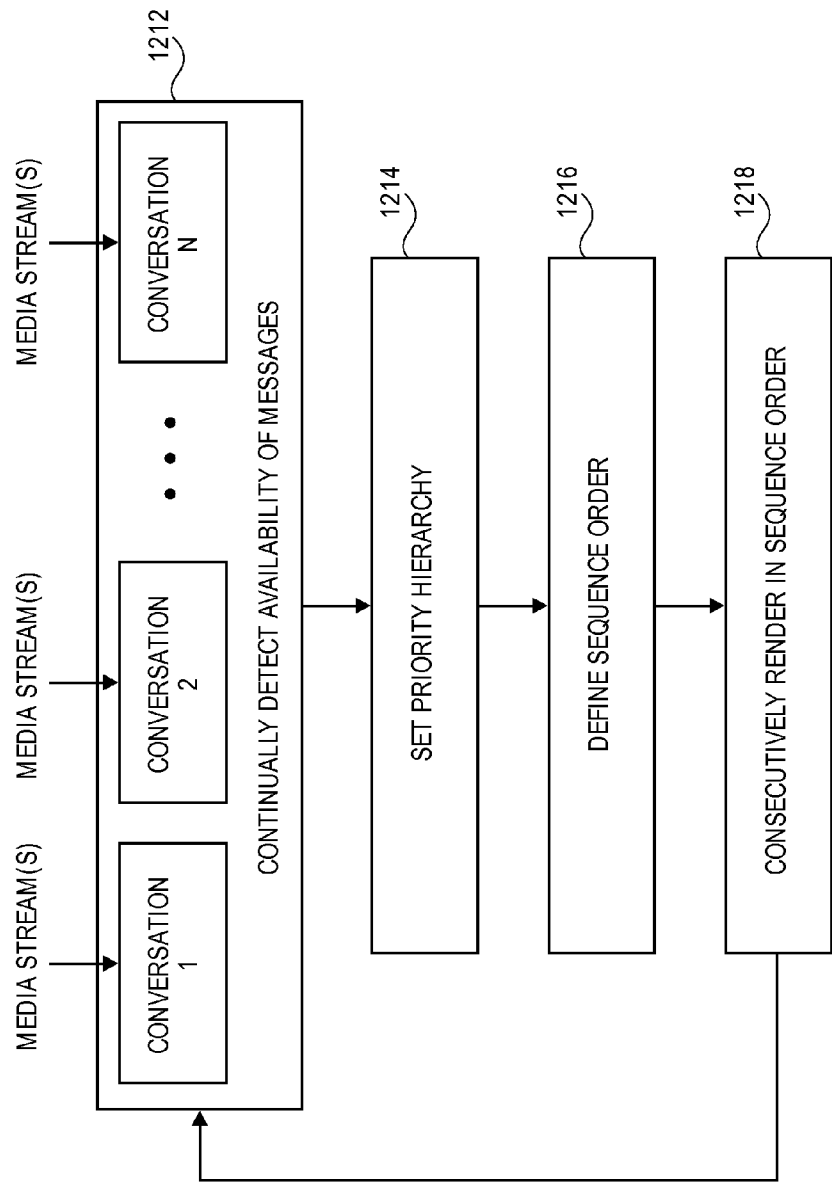 MEDIA STREAM(S)
MEDIA STREAM(S)
MEDIA STREAM(S)
1212
CONVERSATION
1
CONVERSATION
2
CONVERSATION
N
CONTINUALLY DETECT AVAILABILITY OF MESSAGES
1214
SET PRIORITY HIERARCHY
1216
DEFINE SEQUENCE ORDER
1218
CONSECUTIVELY RENDER IN SEQUENCE ORDER